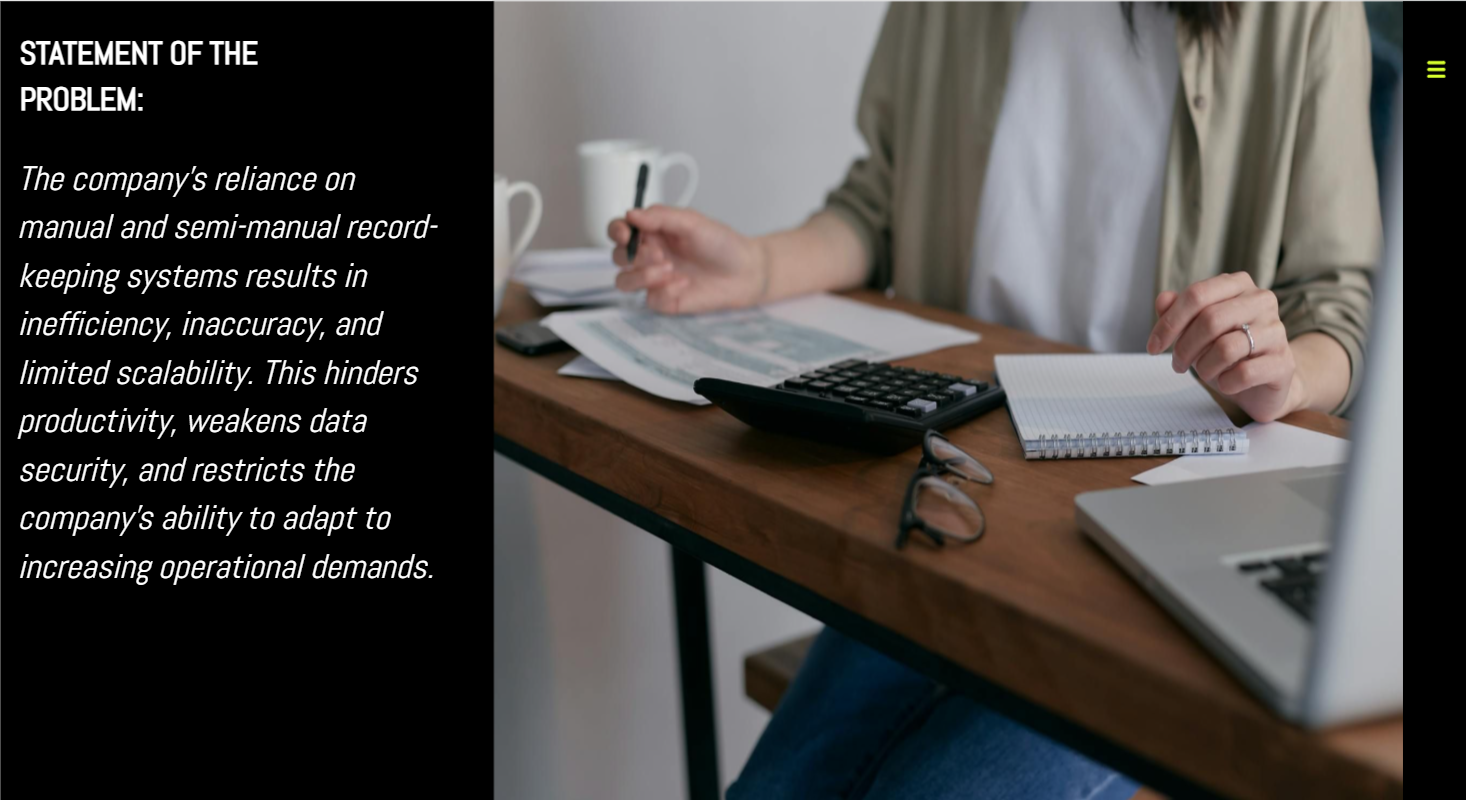 STATEMENT OF THE
PROBLEM:
The company's reliance on
manual and semi-manual record-
keeping systems results in
inefficiency, inaccuracy, and
limited scalability. This hinders
productivity, weakens data
security, and restricts the
company's ability to adapt to
increasing operational demands.